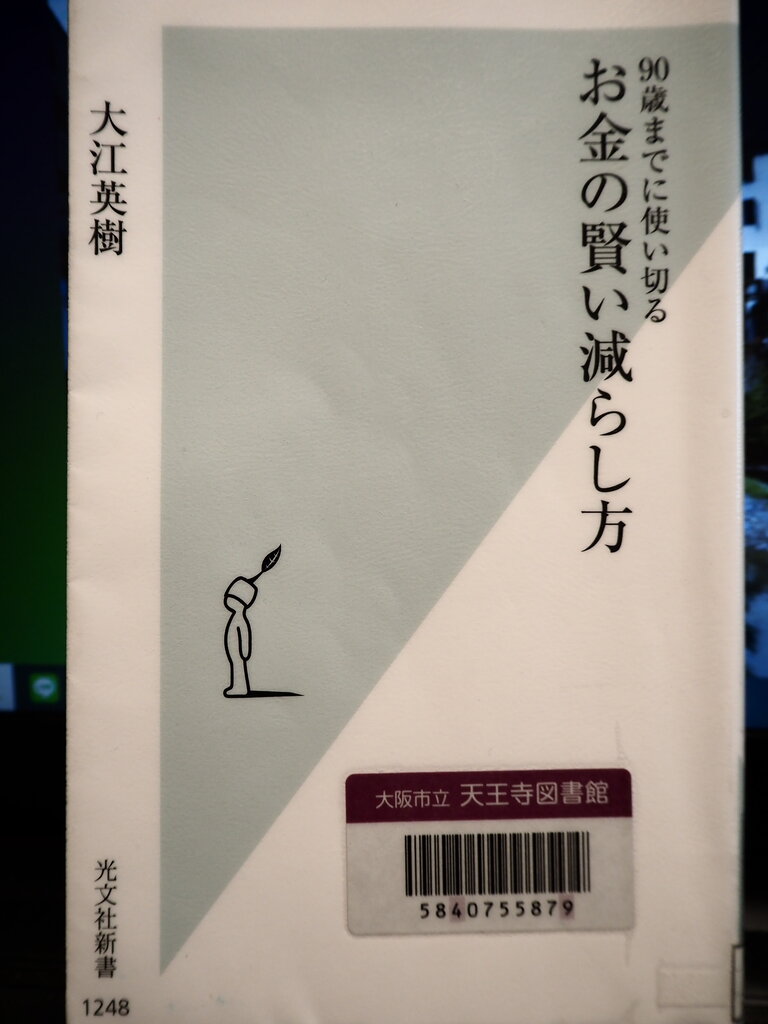 90歳までに使い切る
お金の賢い減らし方
大江英樹
光文社新書
1248
大阪市立 天王寺図書館
5840755879